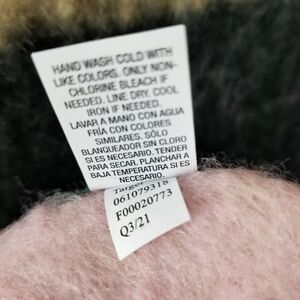 HAND WASH COLD WITH
LIKE COLORS. ONLY NON-
CHLORINE BLEACH IF
NEEDED. LINE DRY. COOL
IRON IF NEEDED.
LAVAR A MANO CON AGUA
FRÍA CON COLORES
SIMILARES. SÓLO
BLANQUEADOR SIN CLORO
SI ES NECESARIO. TENDER
PARA SECAR. PLANCHAR A
BAJA TEMPERATURA SI ES
NECESARIO.
Target
061079318
F00020773
Q3/21